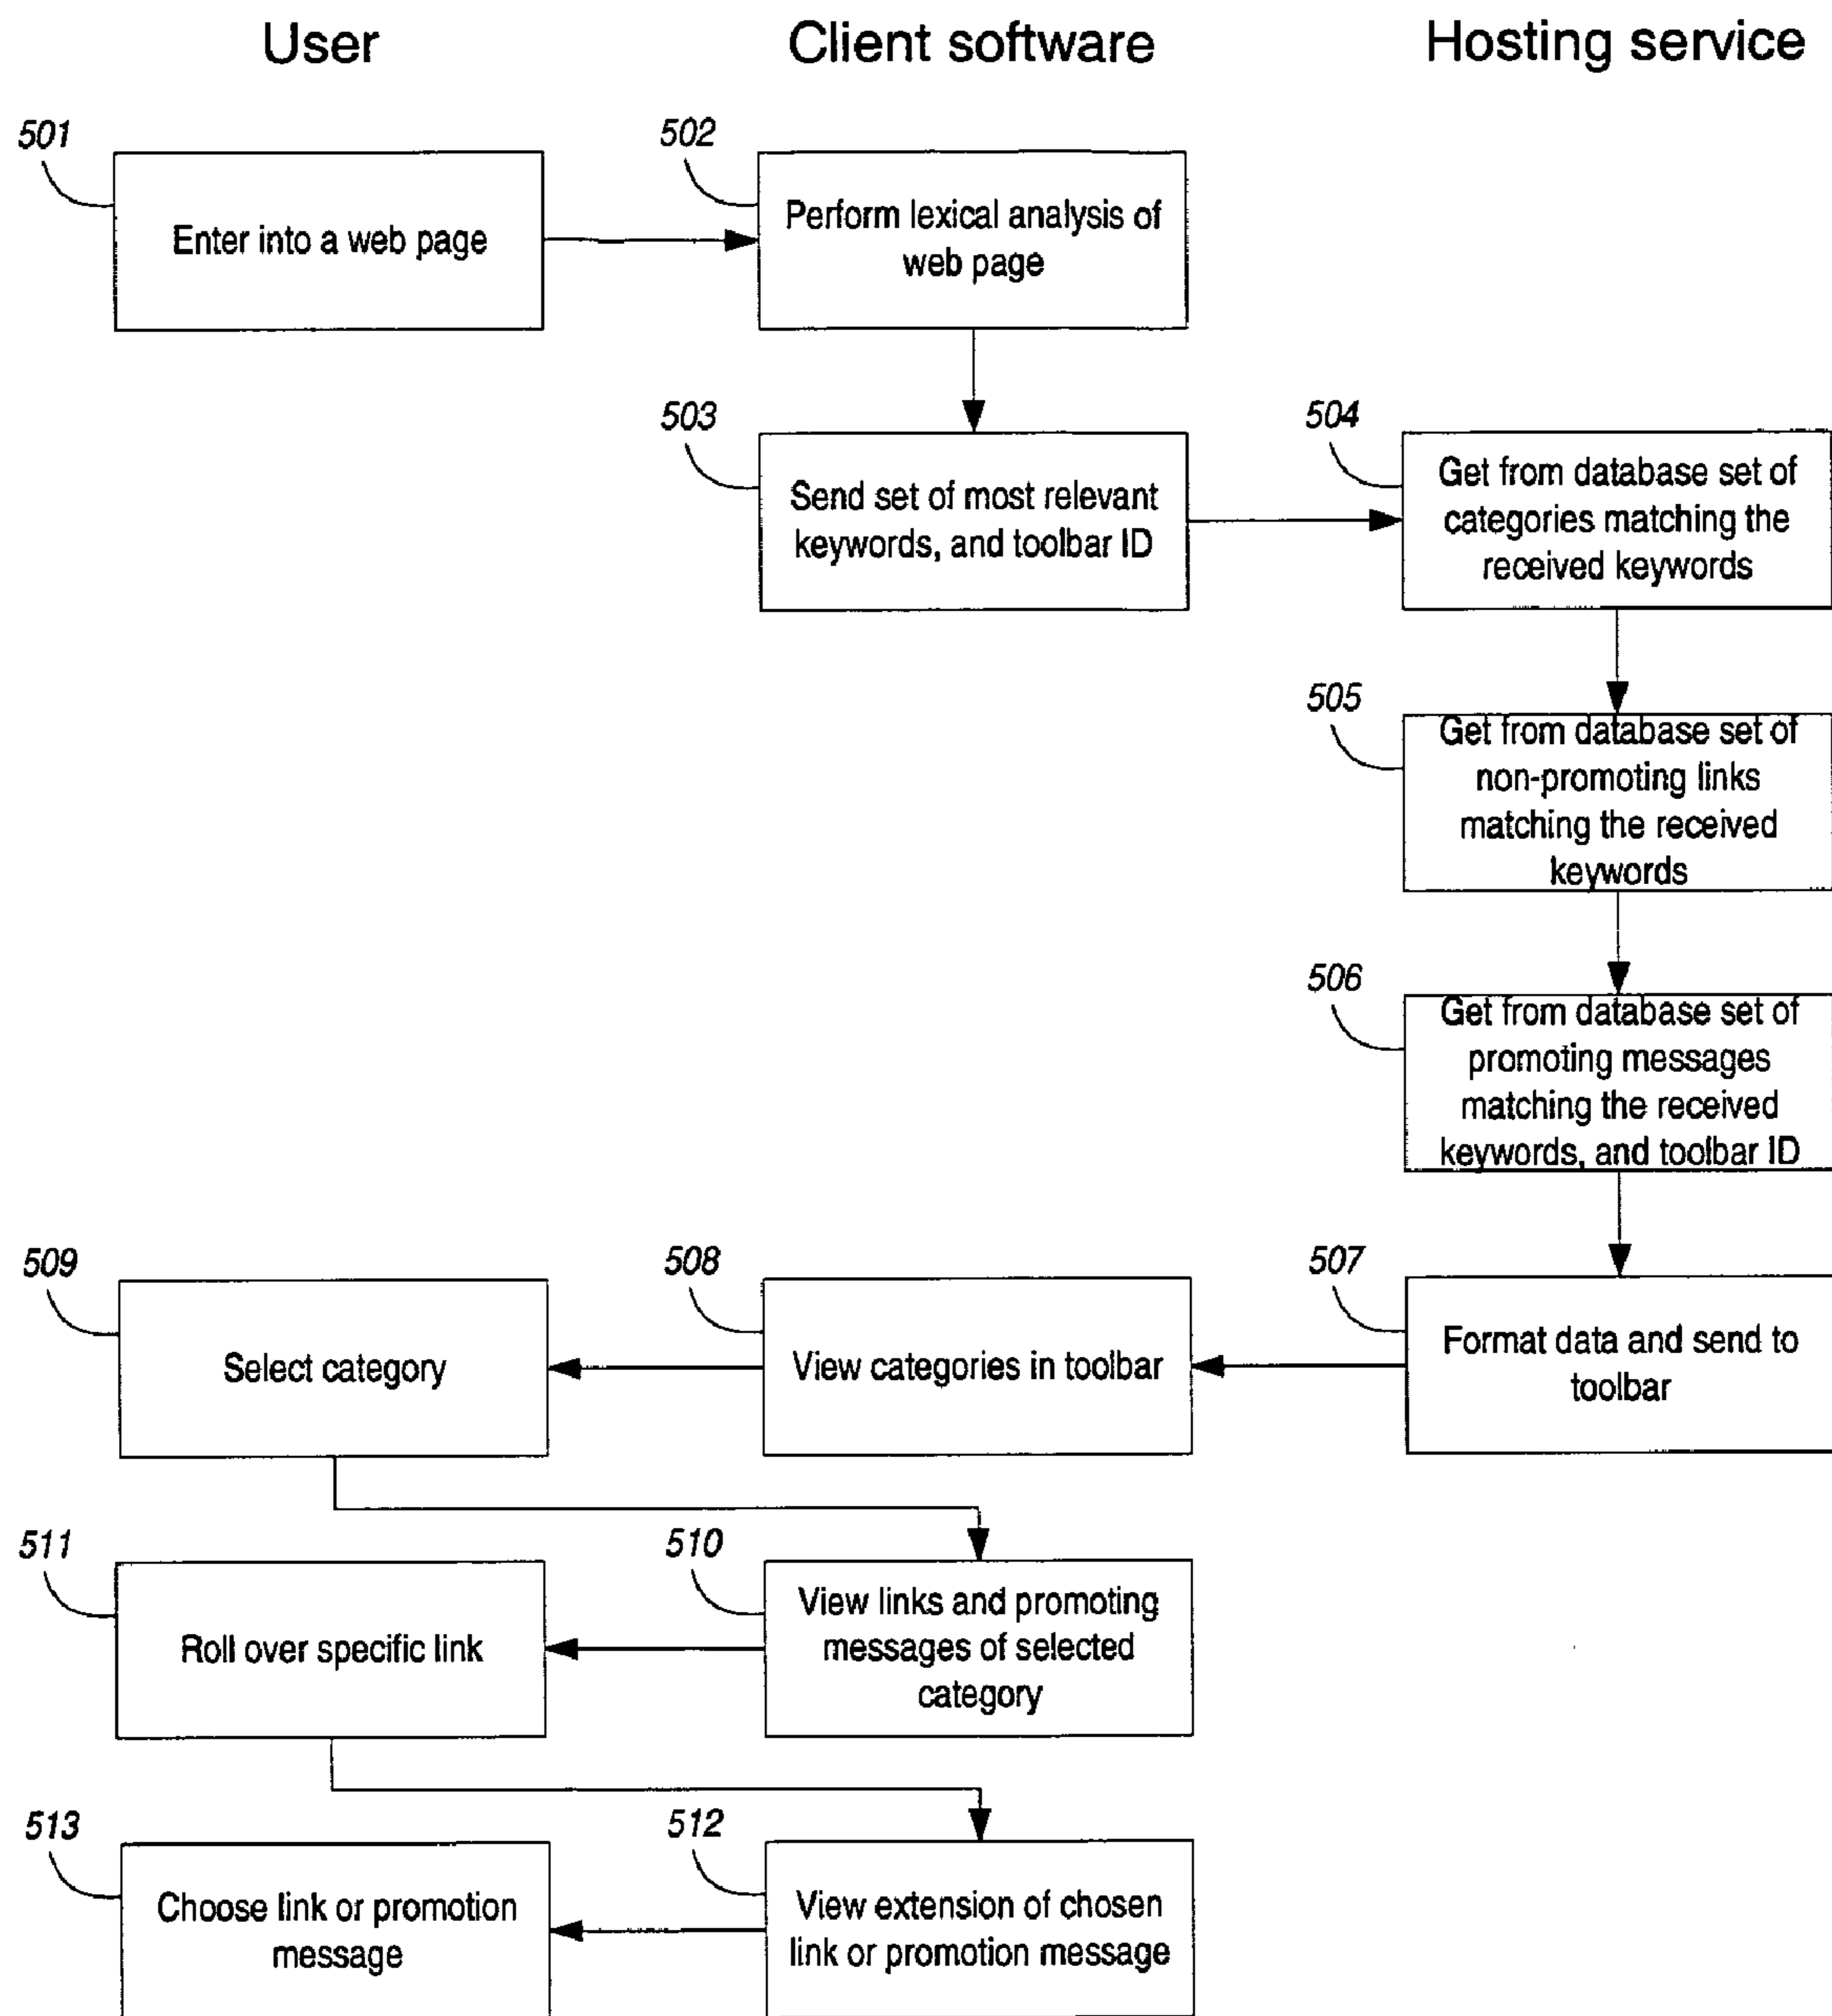 User
Client software
Hosting service
501
502
Enter into a web page
Perform lexical analysis of
web page
503
504
Send set of most relevant
keywords, and toolbar ID
Get from database set of
categories matching the
received keywords
505
Get from database set of
non-promoting links
matching the received
keywords
506
Get from database set of
promoting messages
matching the received
keywords, and toolbar ID
509
508
507
Select category
View categories in toolbar
Format data and send to
toolbar
511
510
Roll over specific link
View links and promoting
messages of selected
category
513
512
Choose link or promotion
message
View extension of chosen
link or promotion message